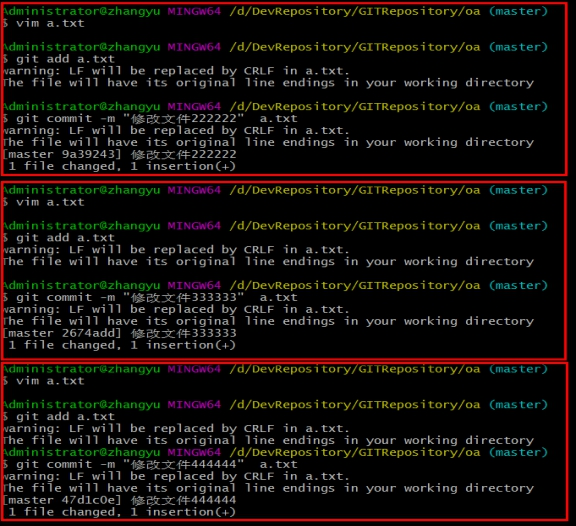 Administrator@zhangyu MINGW64 /d/DevRepository/GITRepository/oa (master)
$ vim a.txt
Administrator@zhangyu MINGW64 /d/DevRepository/GITRepository/oa (master)
$ git add a.txt
warning: LF will be replaced by CRLF in a.txt.
The file will have its original line endings in your working directory
Administrator@zhangyu MINGW64 /d/DevRepository/GITRepository/oa (master)
$ git commit -m "修改文件222222"  a.txt
warning: LF will be replaced by CRLF in a.txt.
The file will have its original line endings in your working directory
[master 9a39243] 修改文件222222
 1 file changed, 1 insertion(+)
Administrator@zhangyu MINGW64 /d/DevRepository/GITRepository/oa (master)
$ vim a.txt
Administrator@zhangyu MINGW64 /d/DevRepository/GITRepository/oa (master)
$ git add a.txt
warning: LF will be replaced by CRLF in a.txt.
The file will have its original line endings in your working directory
Administrator@zhangyu MINGW64 /d/DevRepository/GITRepository/oa (master)
$ git commit -m "修改文件333333"  a.txt
warning: LF will be replaced by CRLF in a.txt.
The file will have its original line endings in your working directory
[master 2674add] 修改文件333333
 1 file changed, 1 insertion(+)
Administrator@zhangyu MINGW64 /d/DevRepository/GITRepository/oa (master)
$ vim a.txt
Administrator@zhangyu MINGW64 /d/DevRepository/GITRepository/oa (master)
$ git add a.txt
warning: LF will be replaced by CRLF in a.txt.
The file will have its original line endings in your working directory
Administrator@zhangyu MINGW64 /d/DevRepository/GITRepository/oa (master)
$ git commit -m "修改文件444444"  a.txt
warning: LF will be replaced by CRLF in a.txt.
The file will have its original line endings in your working directory
[master 47d1c0e] 修改文件444444
 1 file changed, 1 insertion(+)